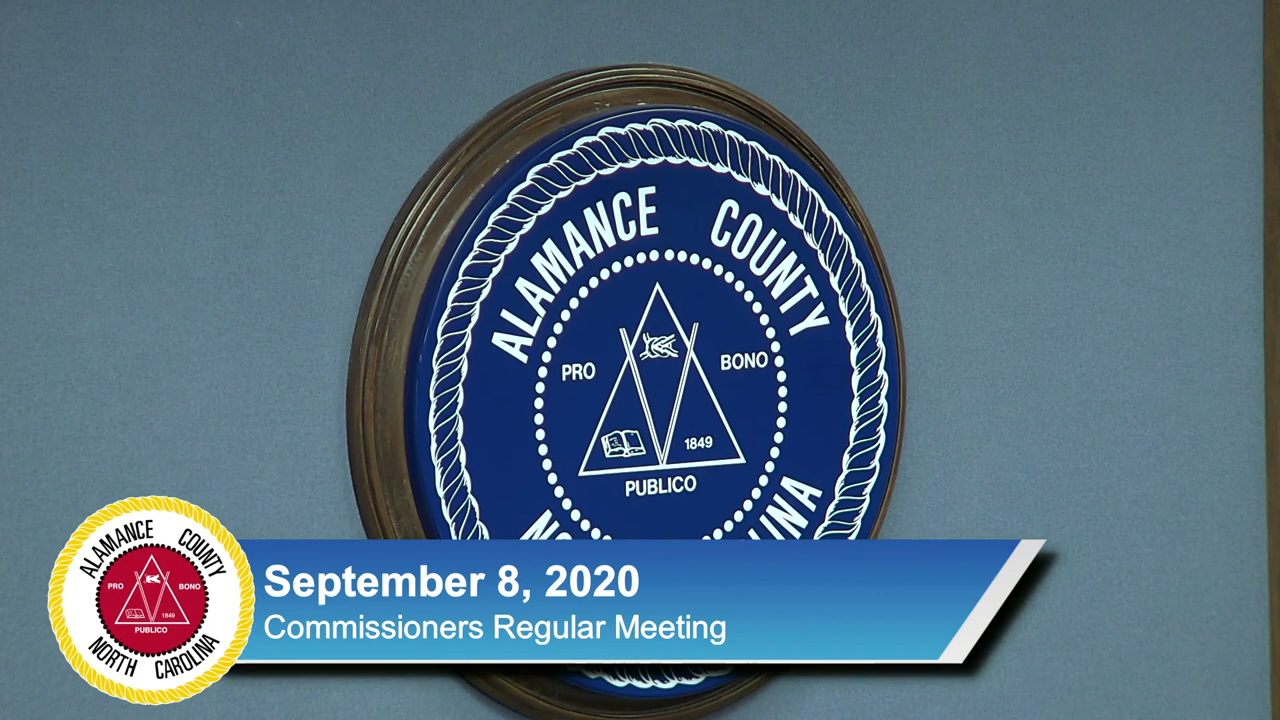 ALAMANCE COUNTY
PRO BONO
1849
PUBLICO
September 8, 2020
Commissioners Regular Meeting
ALAMANCE COUNTY
PRO BONO
1849
PUBLICO
NORTH CAROLINA